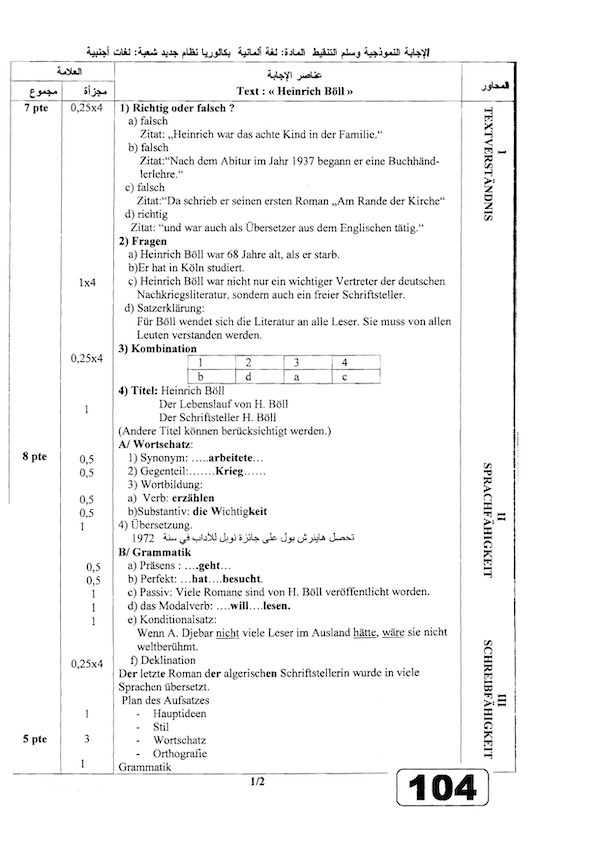 الإجابة النموذجية وسلم التنقيط المادة: لغة ألمانية بكالوريا نظام جديد شعبة: لغات أجنبية
المحاور
عناصر الإجابة
Text : « Heinrich Böll »
العلامة
مجزأة
مجموع
I
TEXTVERSTÄNDNIS
7 pte
0,25x4
1) Richtig oder falsch ?
a) falsch
Zitat: „Heinrich war das achte Kind in der Familie.“
b) falsch
Zitat:“Nach dem Abitur im Jahr 1937 begann er eine Buchhänd-
lerlehre.“
c) falsch
Zitat:“Da schrieb er seinen ersten Roman „Am Rande der Kirche“
d) richtig
Zitat: “und war auch als Übersetzer aus dem Englischen tätig.“
2) Fragen
a) Heinrich Böll war 68 Jahre alt, als er starb.
b)Er hat in Köln studiert.
1x4
c) Heinrich Böll war nicht nur ein wichtiger Vertreter der deutschen
Nachkriegsliteratur, sondern auch ein freier Schriftsteller.
d) Satzerklärung:
Für Böll wendet sich die Literatur an alle Leser. Sie muss von allen
Leuten verstanden werden.
3) Kombination
0,25x4
1 2 3 4
b d a c
4) Titel: Heinrich Böll
1
Der Lebenslauf von H. Böll
Der Schriftsteller H. Böll
(Andere Titel können berücksichtigt werden.)
II
SPRACHFÄHIGKEIT
8 pte
A/ Wortschatz:
0,5
1) Synonym: …..arbeitete…
0,5
2) Gegenteil:…….Krieg……
3) Wortbildung:
0,5
a) Verb: erzählen
0,5
b)Substantiv: die Wichtigkeit
1
4) Übersetzung.
تحصل هاينرش بول على جائزة نوبل للآداب في سنة 1972
B/ Grammatik
0,5
a) Präsens : ….geht…
0,5
b) Perfekt: …hat….besucht.
1
c) Passiv: Viele Romane sind von H. Böll veröffentlicht worden.
1
d) das Modalverb: ….will….lesen.
1
e) Konditionalsatz:
Wenn A. Djebar nicht viele Leser im Ausland hätte, wäre sie nicht
weltberühmt.
0,25x4
f) Deklination
Der letzte Roman der algerischen Schriftstellerin wurde in viele
Sprachen übersetzt.
III
SCHREIBFÄHIGKEIT
Plan des Aufsatzes
1
- Hauptideen
- Stil
5 pte
3
- Wortschatz
- Orthografie
1
Grammatik
1/2
104